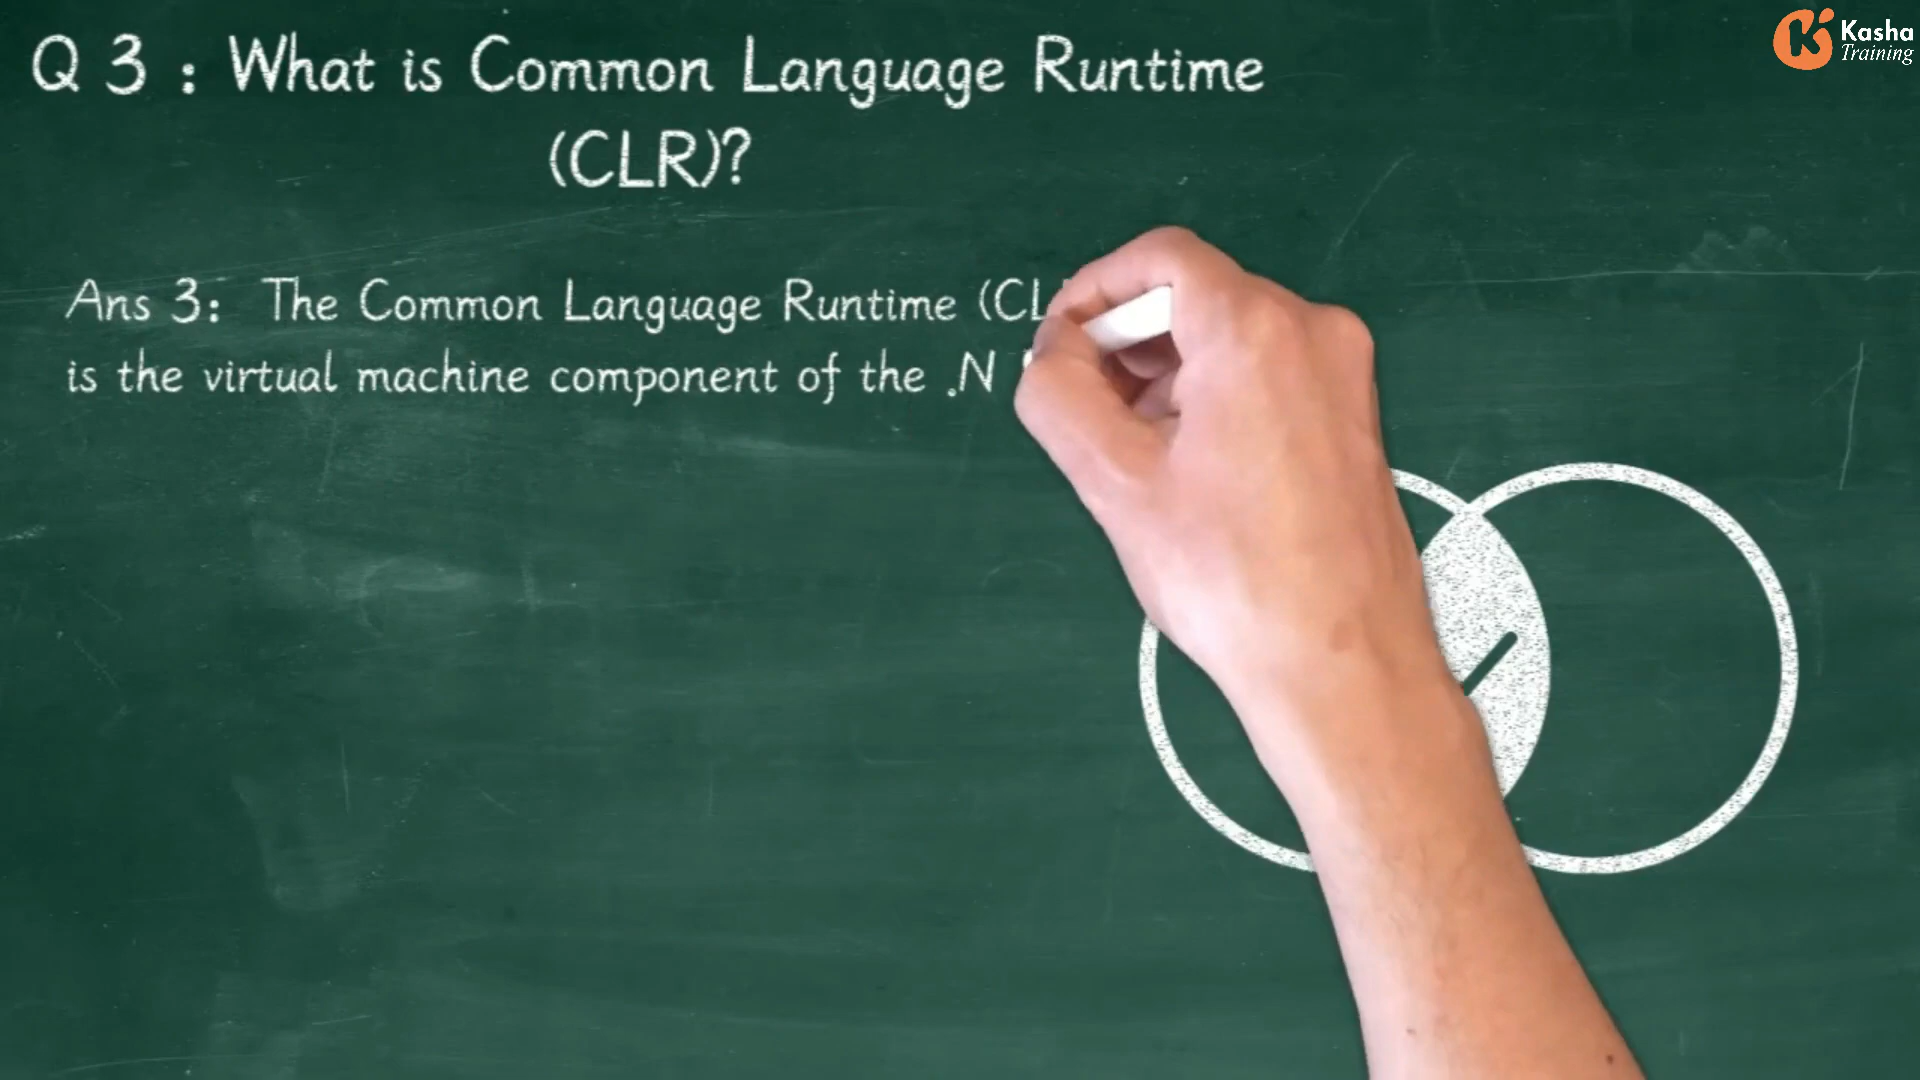 Q 3 : What is Common Language Runtime
(CLR)?
Ans 3: The Common Language Runtime
is the virtual machine component of the
Kasha
Training